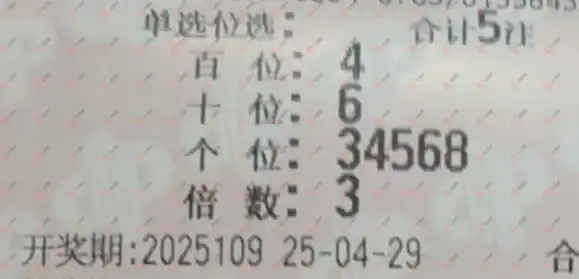 单选位选: 合计5注
百 位: 4
十 位: 6
个 位: 34568
倍 数: 3
开奖期:2025109 25-04-29 合